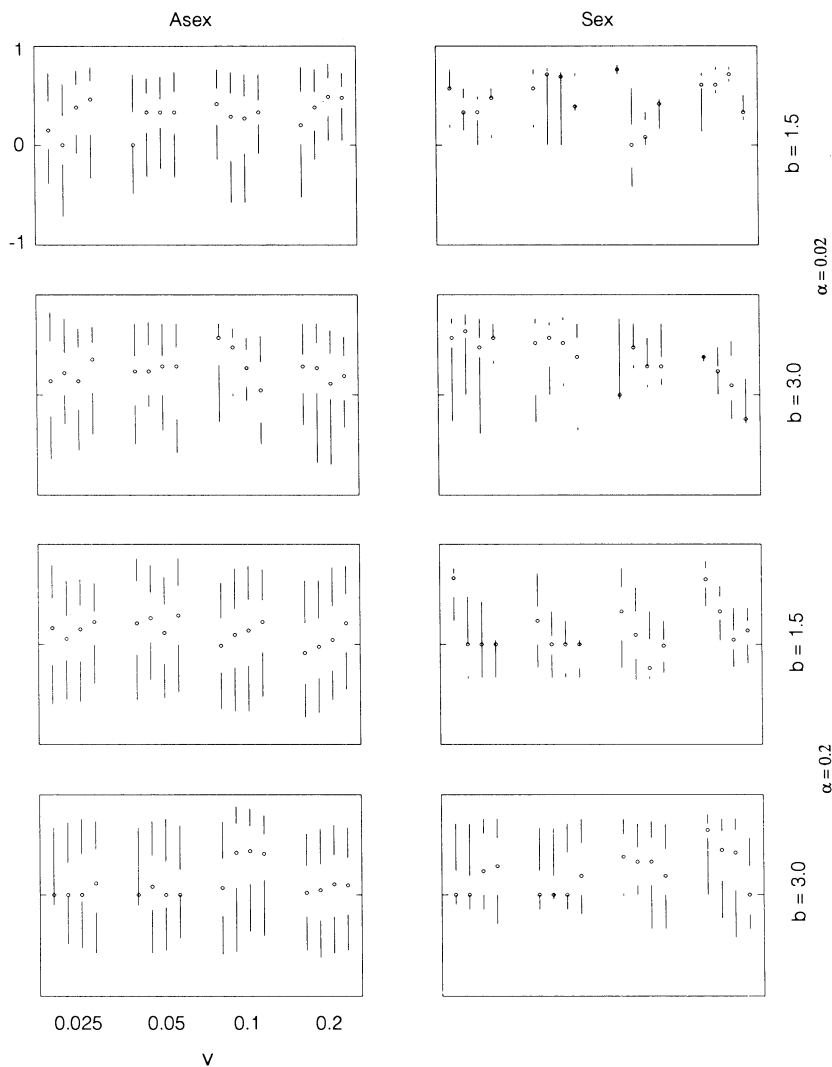 Asex
Sex
1
0
-1
b = 1.5
b = 3.0
α = 0.02
b = 1.5
b = 3.0
α = 0.2
0.025 0.05 0.1 0.2
V